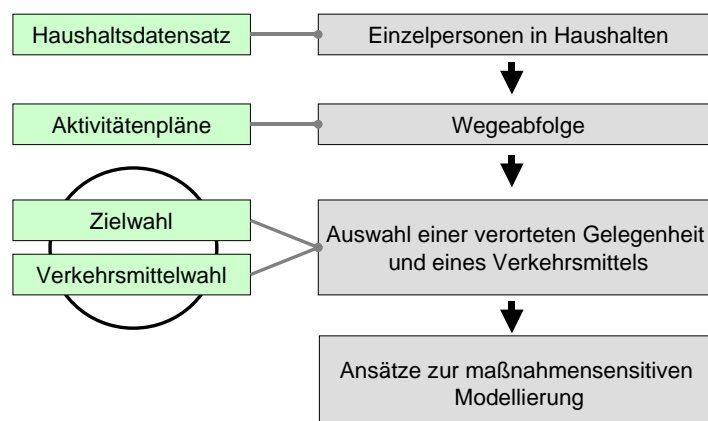 Haushaltsdatensatz
Einzelpersonen in Haushalten
Aktivitätenpläne
Wegeabfolge
Zielwahl
Verkehrsmittelwahl
Auswahl einer verorteten Gelegenheit
und eines Verkehrsmittels
Ansätze zur maßnahmensensitiven
Modellierung